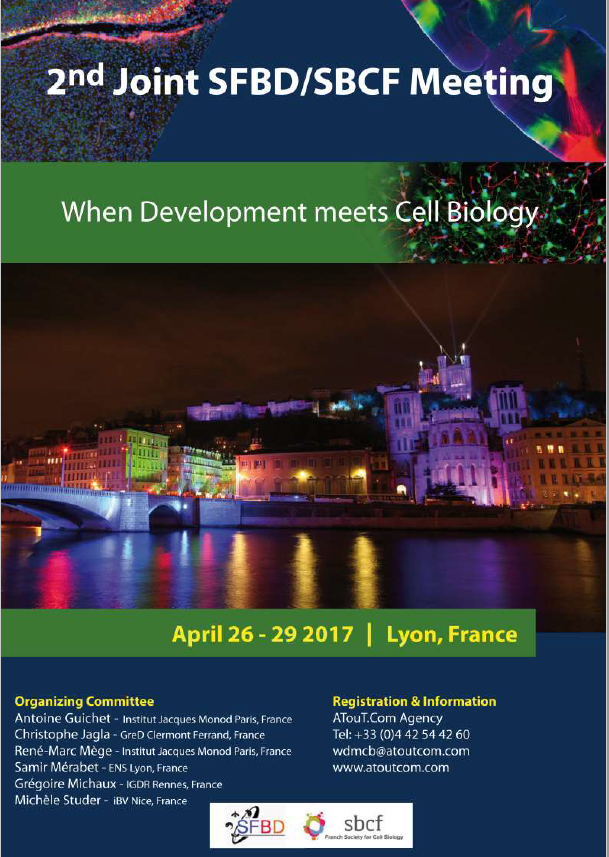 2nd Joint SFBD/SBCF Meeting
When Development meets Cell Biology
April 26 - 29 2017 | Lyon, France
Organizing Committee
Antoine Guichet - Institut Jacques Monod Paris, France
Christophe Jagla - GreD Clermont Ferrand, France
René-Marc Mège - Institut Jacques Monod Paris, France
Samir Mérabet - ENS Lyon, France
Grégoire Michaux - IGDR Rennes, France
Michèle Studer - iBV Nice, France
Registration & Information
ATouT.Com Agency
Tel: +33 (0)4 42 54 42 60
wdmcb@atoutcom.com
www.atoutcom.com
SFBD
sbcf
French Society for Cell Biology